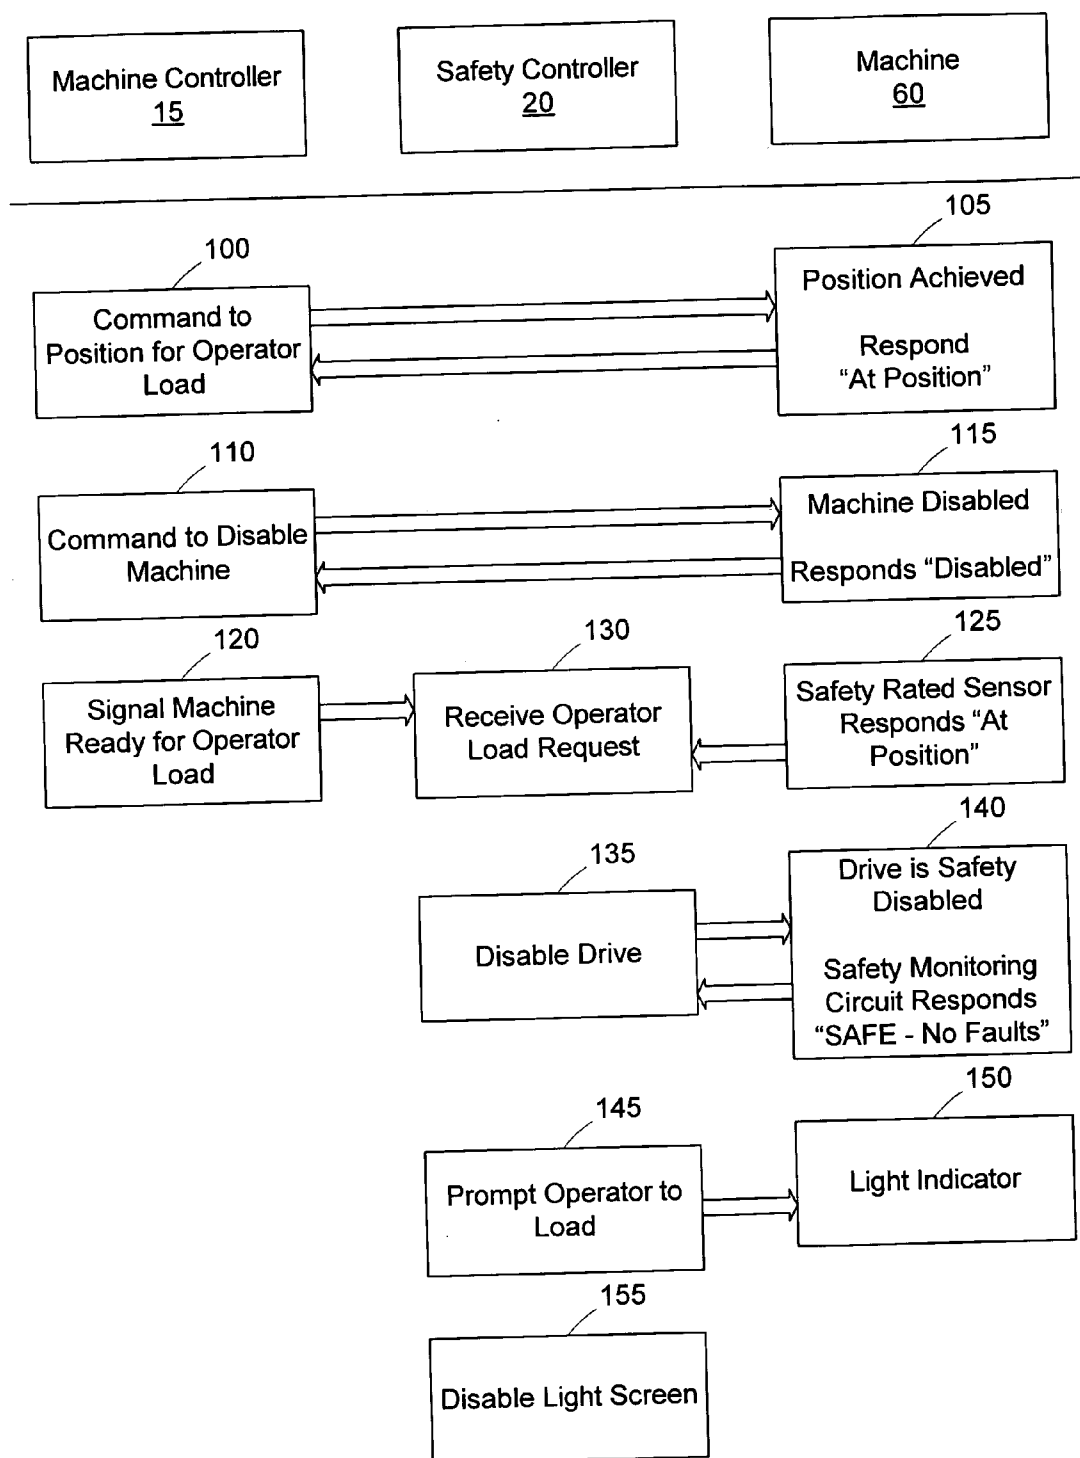 Machine Controller
15
Safety Controller
20
Machine
60
100
Command to
Position for Operator
Load
105
Position Achieved
Respond
“At Position”
110
Command to Disable
Machine
115
Machine Disabled
Responds “Disabled”
120
Signal Machine
Ready for Operator
Load
130
Receive Operator
Load Request
125
Safety Rated Sensor
Responds “At
Position”
135
Disable Drive
140
Drive is Safety
Disabled
Safety Monitoring
Circuit Responds
“SAFE - No Faults”
145
Prompt Operator to
Load
150
Light Indicator
155
Disable Light Screen